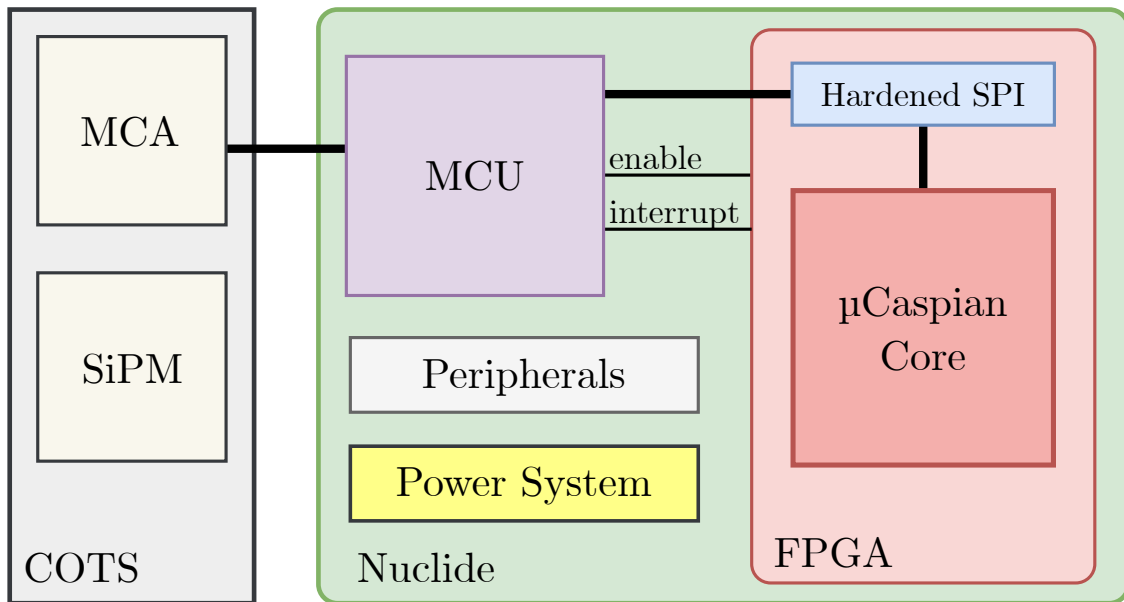 MCA
SiPM
COTS
MCU
enable
interrupt
Peripherals
Power System
Nuclide
Hardened SPI
µCaspian
Core
FPGA